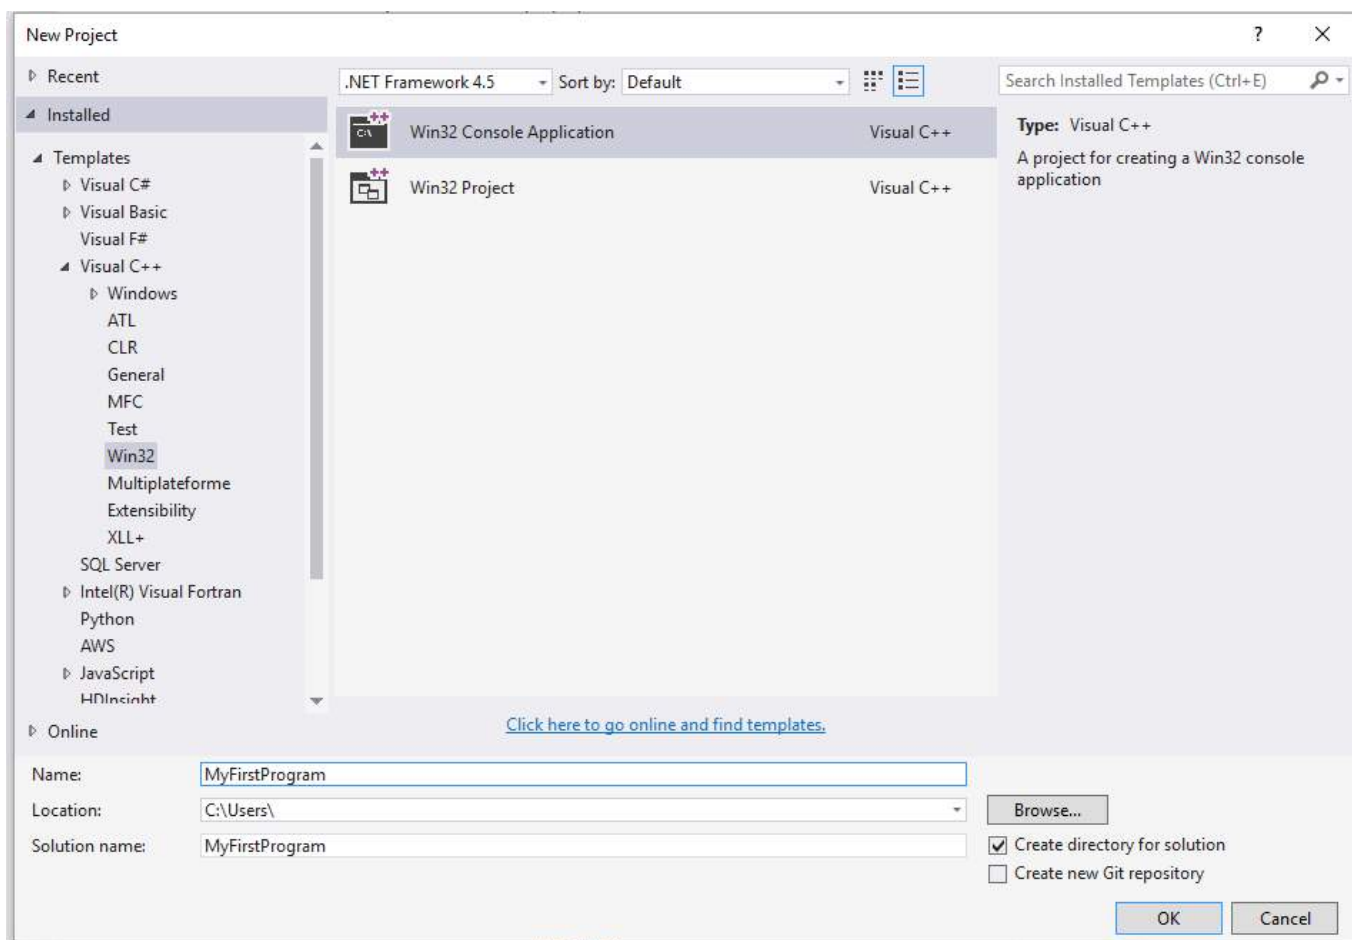 New Project
?
Recent
.NET Framework 4.5
Sort by: Default
Search Installed Templates (Ctrl+E)
Installed
Templates
Visual C#
Visual Basic
Visual F#
Visual C++
Windows
ATL
CLR
General
MFC
Test
Win32
Multiplateforme
Extensibility
XLL+
SQL Server
Intel(R) Visual Fortran
Python
AWS
JavaScript
HDInsight
Online
Win32 Console Application Visual C++
Win32 Project Visual C++
Type: Visual C++
A project for creating a Win32 console
application
Click here to go online and find templates.
Name: MyFirstProgram
Location: C:\Users\
Browse...
Solution name: MyFirstProgram
Create directory for solution
Create new Git repository
OK
Cancel